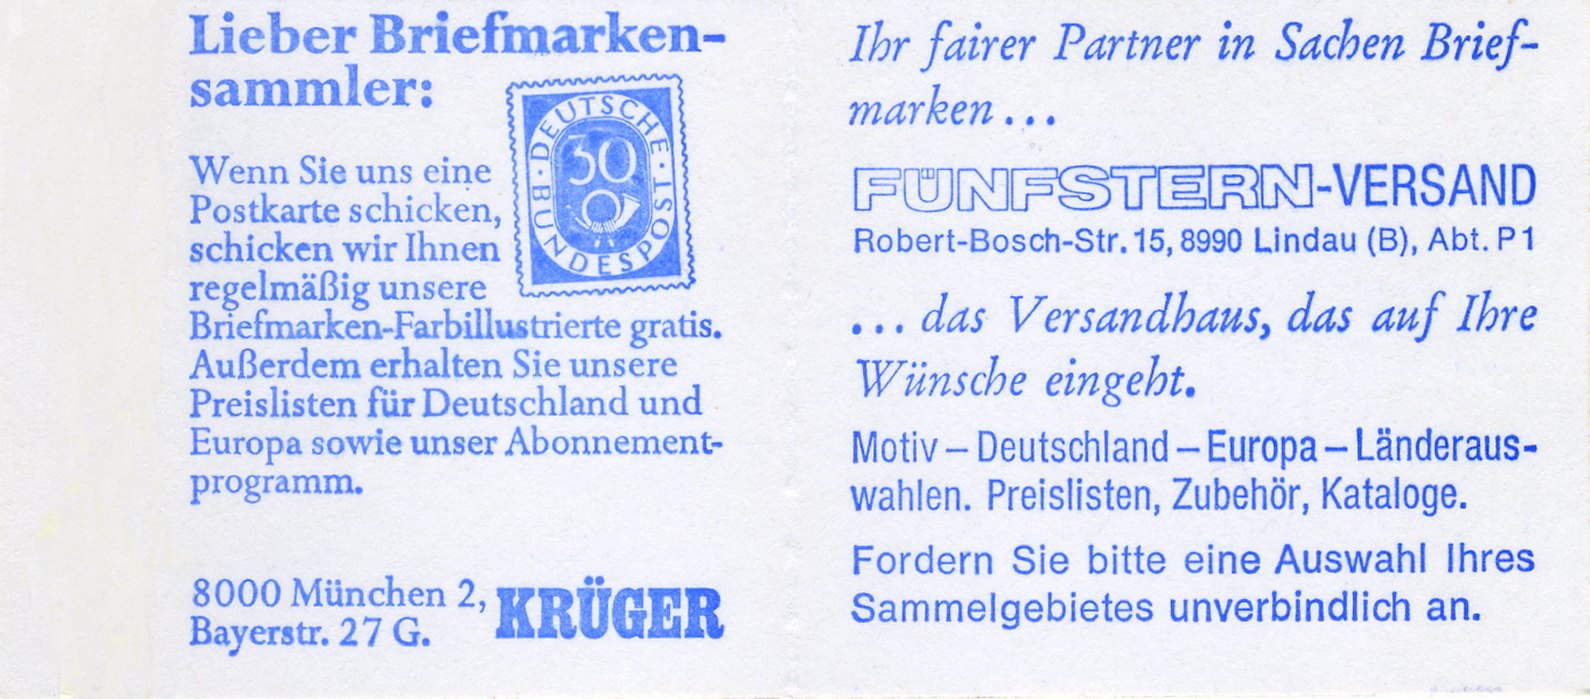 Lieber Briefmarken-
sammler:
DEUTSCHE
30
BUNDESPOST
Wenn Sie uns eine
Postkarte schicken,
schicken wir Ihnen
regelmäßig unsere
Briefmarken-Farbillustrierte gratis.
Außerdem erhalten Sie unsere
Preislisten für Deutschland und
Europa sowie unser Abonnement-
programm.
8000 München 2,
Bayerstr. 27 G.
KRÜGER
Ihr fairer Partner in Sachen Brief-
marken...
FÜNFSTERN-VERSAND
Robert-Bosch-Str. 15, 8990 Lindau (B), Abt. P 1
... das Versandhaus, das auf Ihre
Wünsche eingeht.
Motiv – Deutschland – Europa – Länderaus-
wahlen. Preislisten, Zubehör, Kataloge.
Fordern Sie bitte eine Auswahl Ihres
Sammelgebietes unverbindlich an.